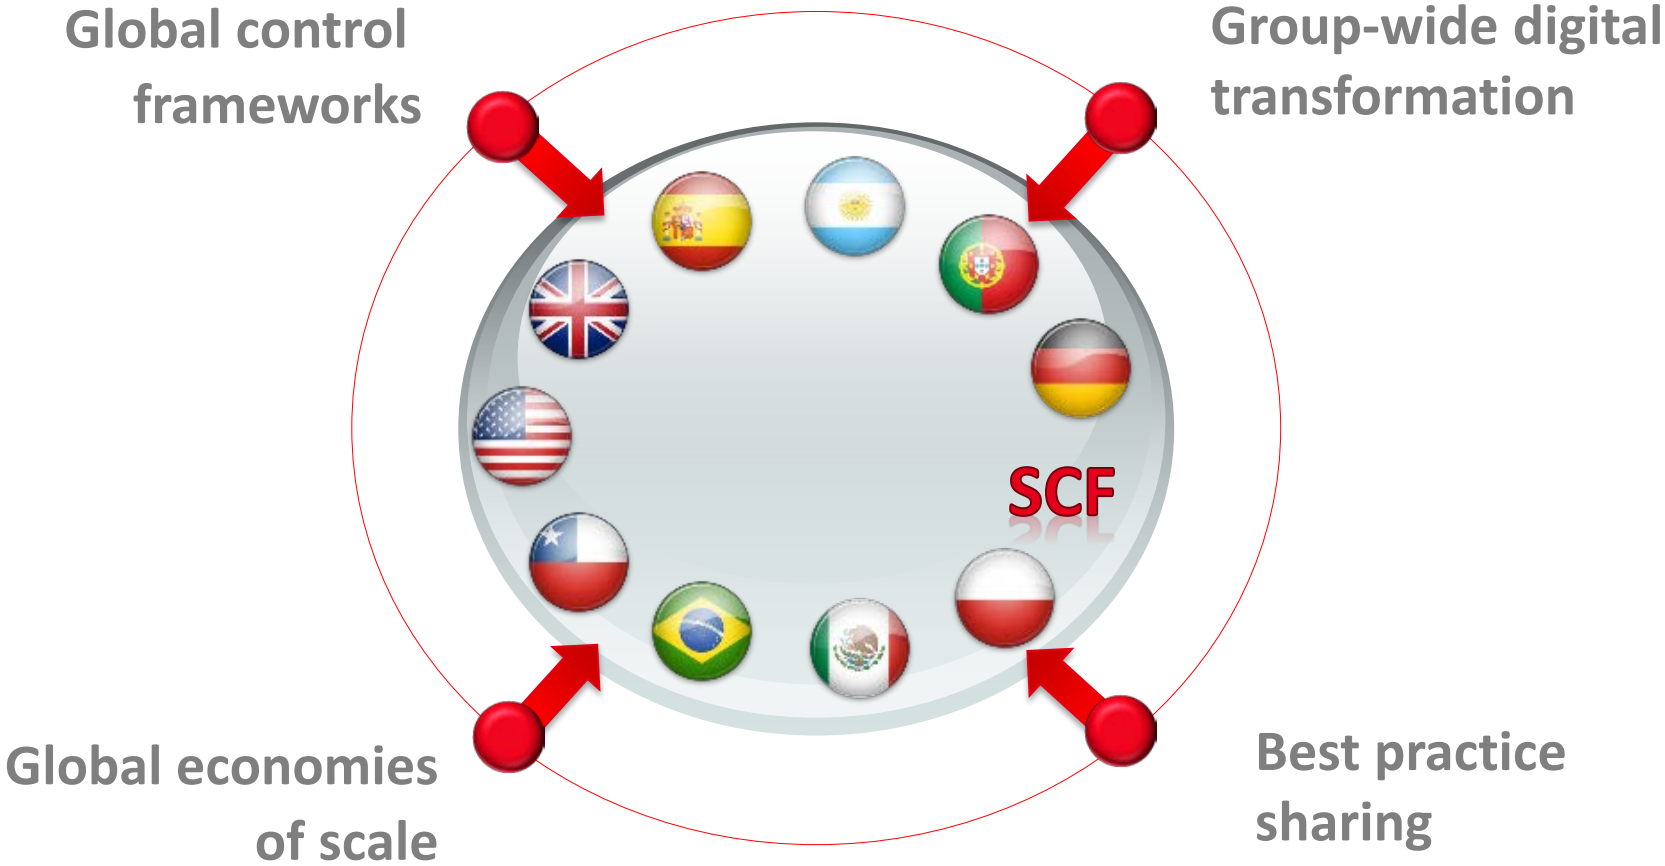 Global control
frameworks
Group-wide digital
transformation
SCF
Global economies
of scale
Best practice
sharing